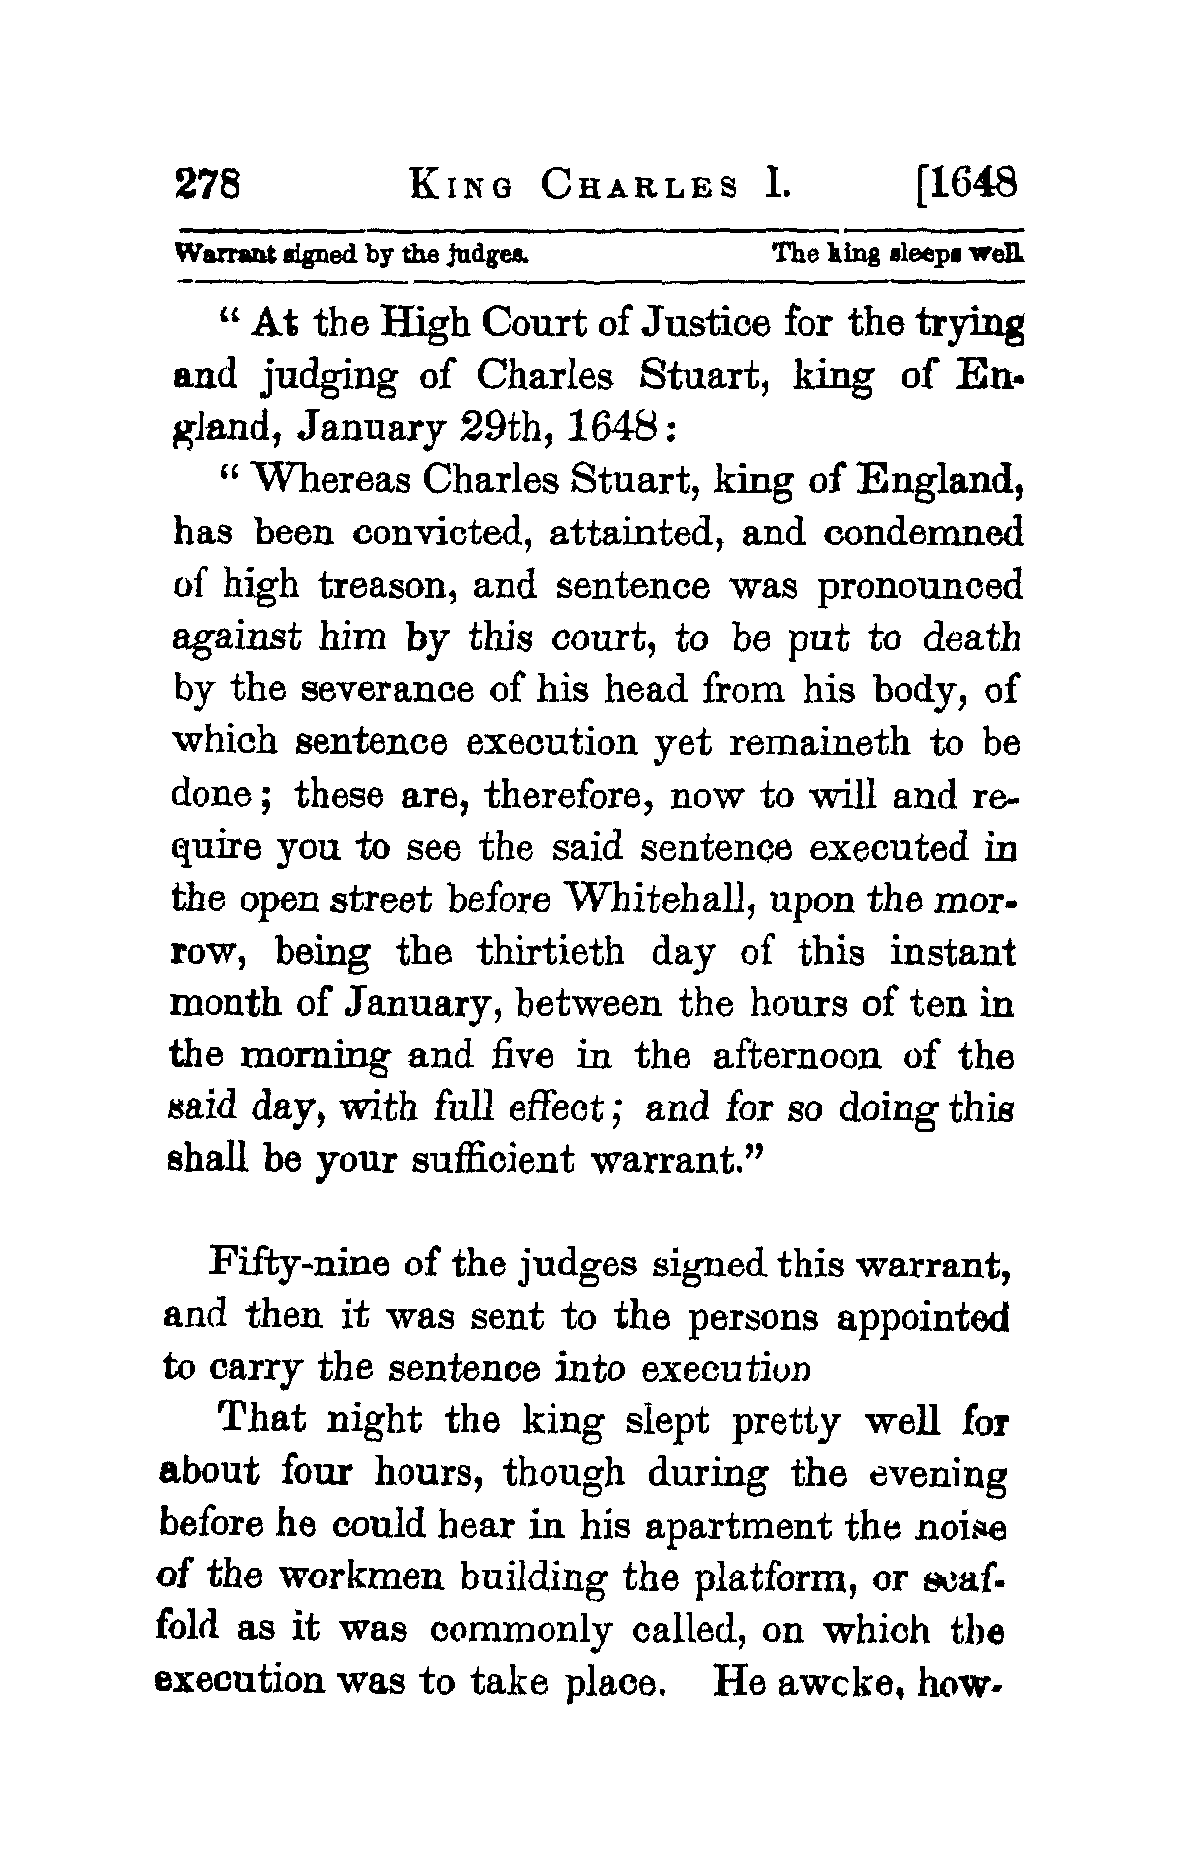 278 KING CHARLES I. [1648
Warrant signed by the judges. The king sleeps well.
“ At the High Court of Justice for the trying
and judging of Charles Stuart, king of En-
gland, January 29th, 1648 :
“ Whereas Charles Stuart, king of England,
has been convicted, attainted, and condemned
of high treason, and sentence was pronounced
against him by this court, to be put to death
by the severance of his head from his body, of
which sentence execution yet remaineth to be
done ; these are, therefore, now to will and re-
quire you to see the said sentence executed in
the open street before Whitehall, upon the mor-
row, being the thirtieth day of this instant
month of January, between the hours of ten in
the morning and five in the afternoon of the
said day, with full effect ; and for so doing this
shall be your sufficient warrant.”
Fifty-nine of the judges signed this warrant,
and then it was sent to the persons appointed
to carry the sentence into execution
That night the king slept pretty well for
about four hours, though during the evening
before he could hear in his apartment the noise
of the workmen building the platform, or scaf-
fold as it was commonly called, on which the
execution was to take place. He awoke, how-